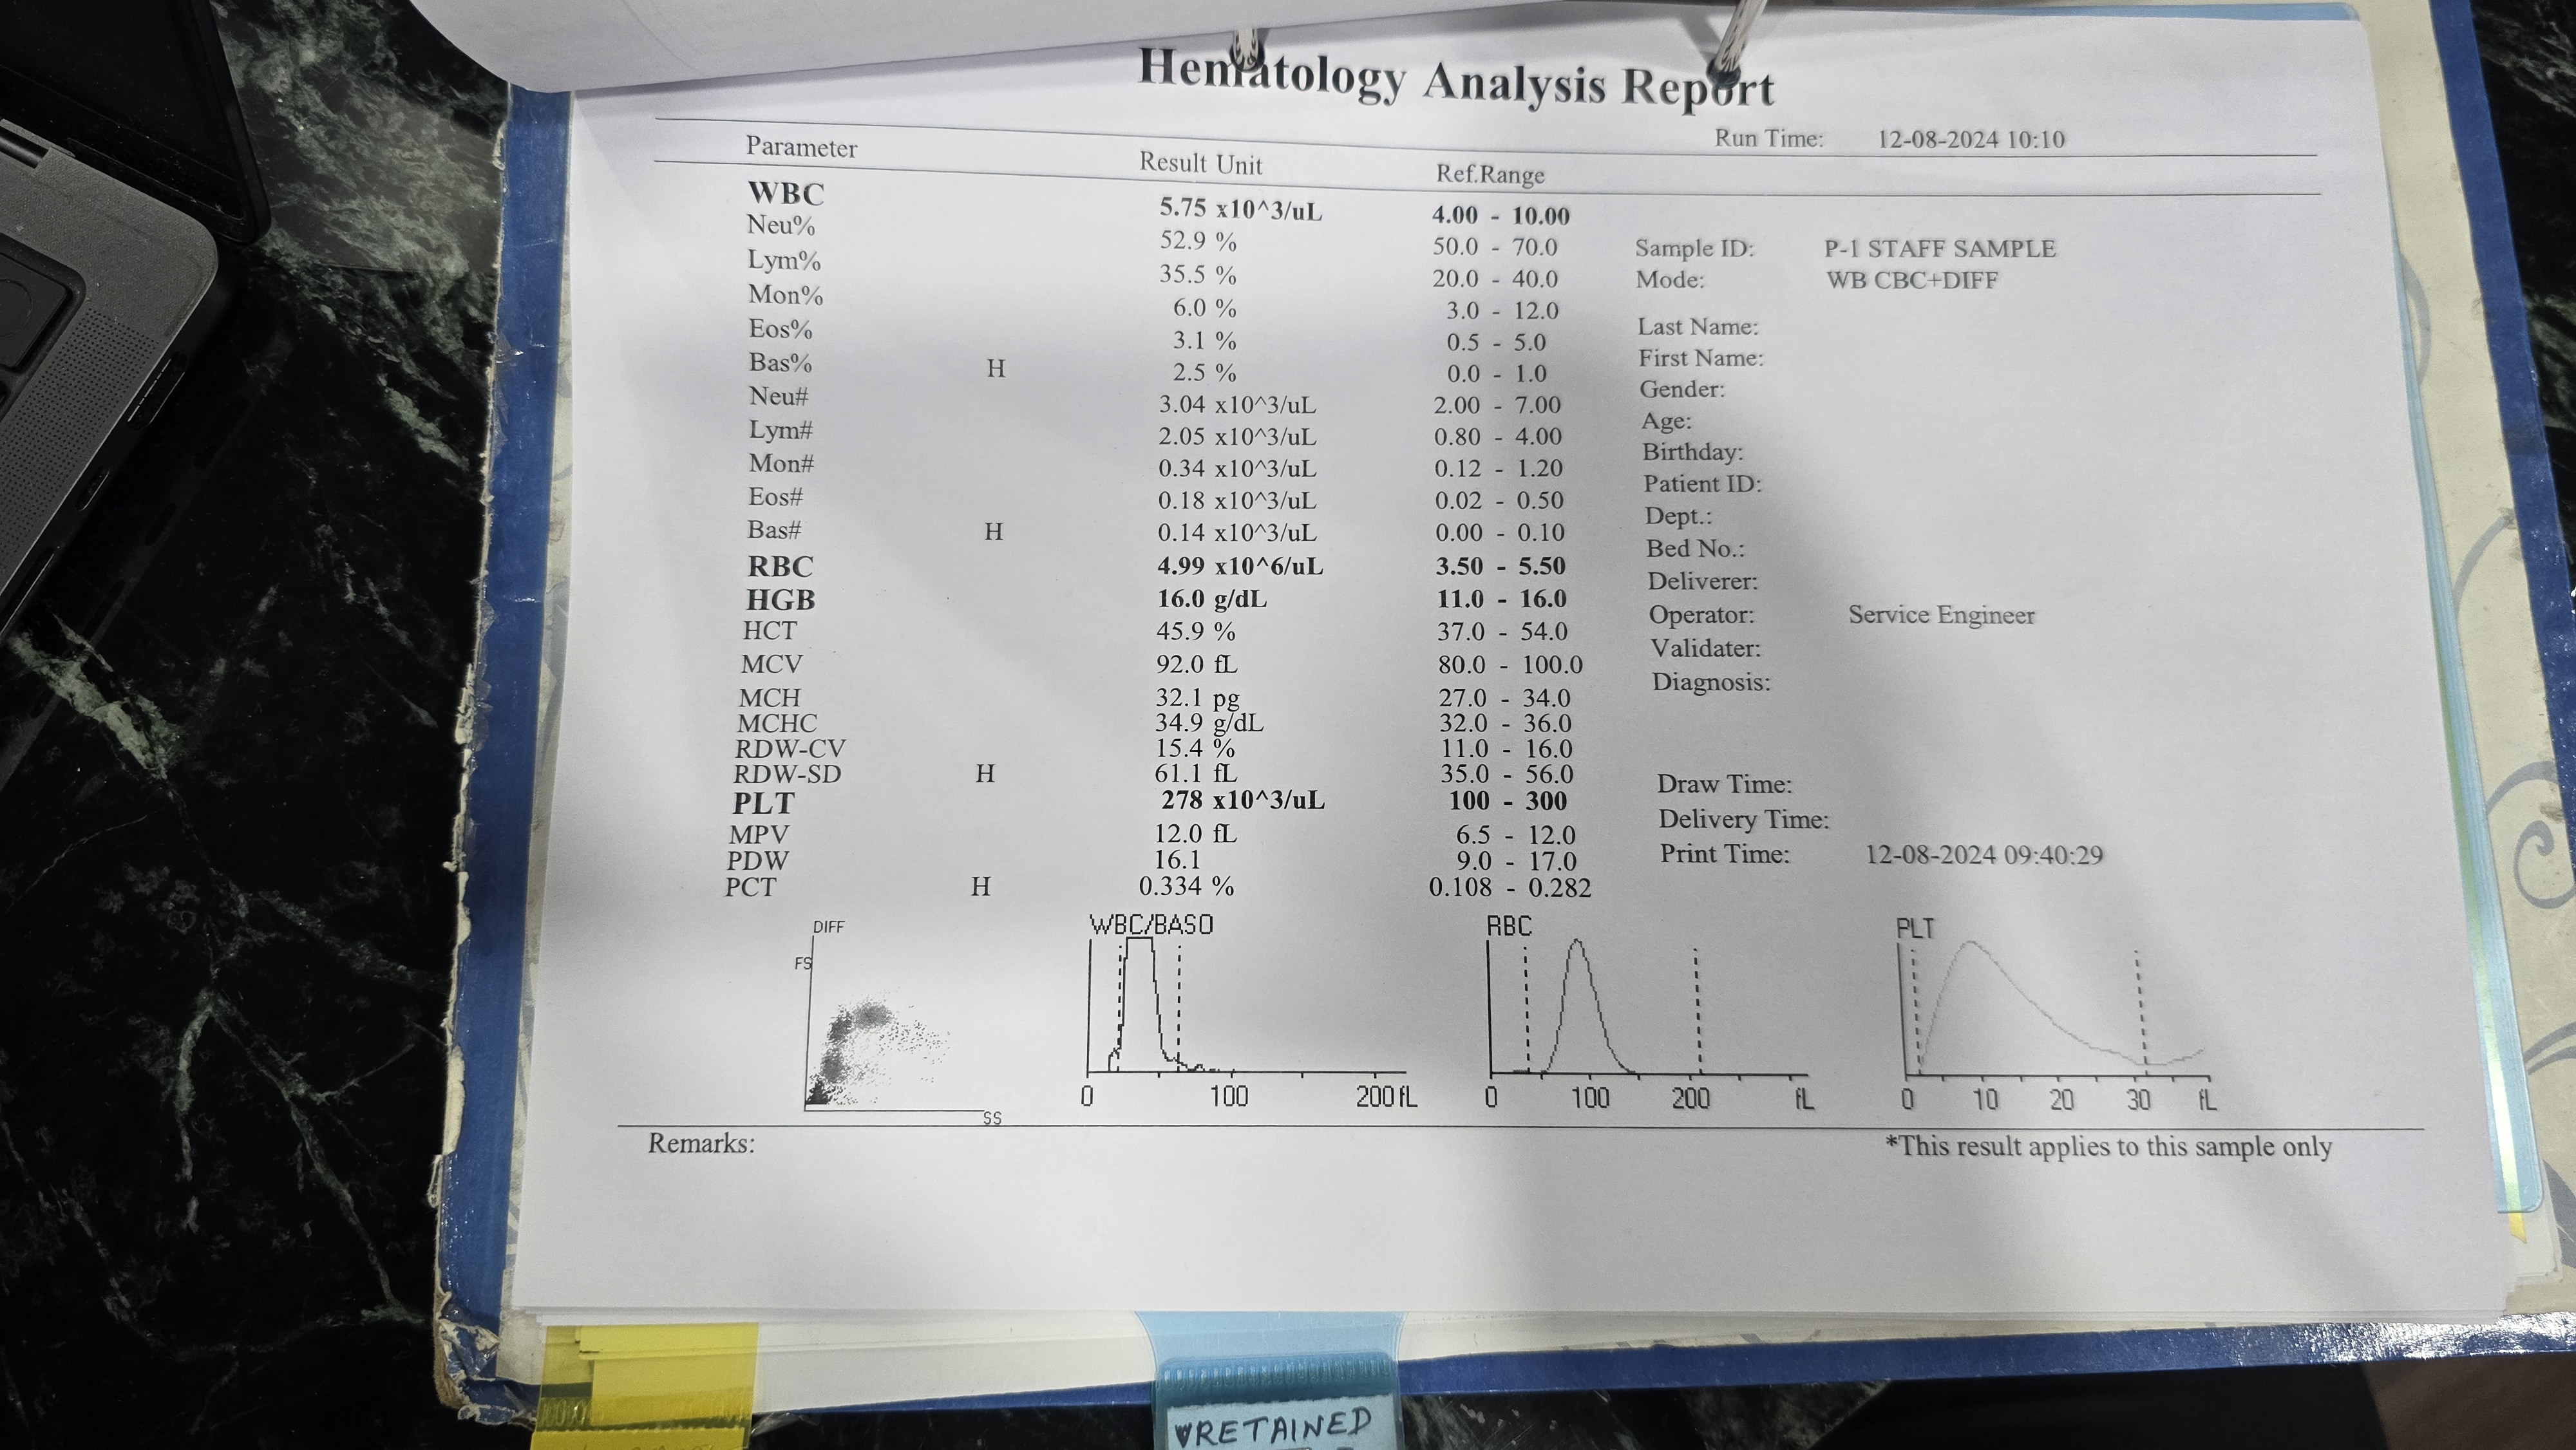 Hematology Analysis Report
Run Time: 12-08-2024 10:10
Parameter Result Unit Ref.Range
WBC 5.75 x10^3/uL 4.00 - 10.00
Neu% 52.9 % 50.0 - 70.0 Sample ID: P-1 STAFF SAMPLE
Lym% 35.5 % 20.0 - 40.0 Mode: WB CBC+DIFF
Mon% 6.0 % 3.0 - 12.0
Eos% 3.1 % 0.5 - 5.0 Last Name:
Bas% H 2.5 % 0.0 - 1.0 First Name:
Neu# 3.04 x10^3/uL 2.00 - 7.00 Gender:
Lym# 2.05 x10^3/uL 0.80 - 4.00 Age:
Mon# 0.34 x10^3/uL 0.12 - 1.20 Birthday:
Eos# 0.18 x10^3/uL 0.02 - 0.50 Patient ID:
Bas# H 0.14 x10^3/uL 0.00 - 0.10 Dept.:
RBC 4.99 x10^6/uL 3.50 - 5.50 Bed No.:
HGB 16.0 g/dL 11.0 - 16.0 Deliverer:
HCT 45.9 % 37.0 - 54.0 Operator: Service Engineer
MCV 92.0 fL 80.0 - 100.0 Validater:
MCH 32.1 pg 27.0 - 34.0 Diagnosis:
MCHC 34.9 g/dL 32.0 - 36.0
RDW-CV 15.4 % 11.0 - 16.0
RDW-SD H 61.1 fL 35.0 - 56.0
PLT 278 x10^3/uL 100 - 300 Draw Time:
MPV 12.0 fL 6.5 - 12.0 Delivery Time:
PDW 16.1 9.0 - 17.0 Print Time: 12-08-2024 09:40:29
PCT H 0.334 % 0.108 - 0.282
DIFF WBC/BASO RBC PLT
FS
SS
0 100 200 fL
0 100 200 fL
0 10 20 30 fL
Remarks: *This result applies to this sample only
RETAINED